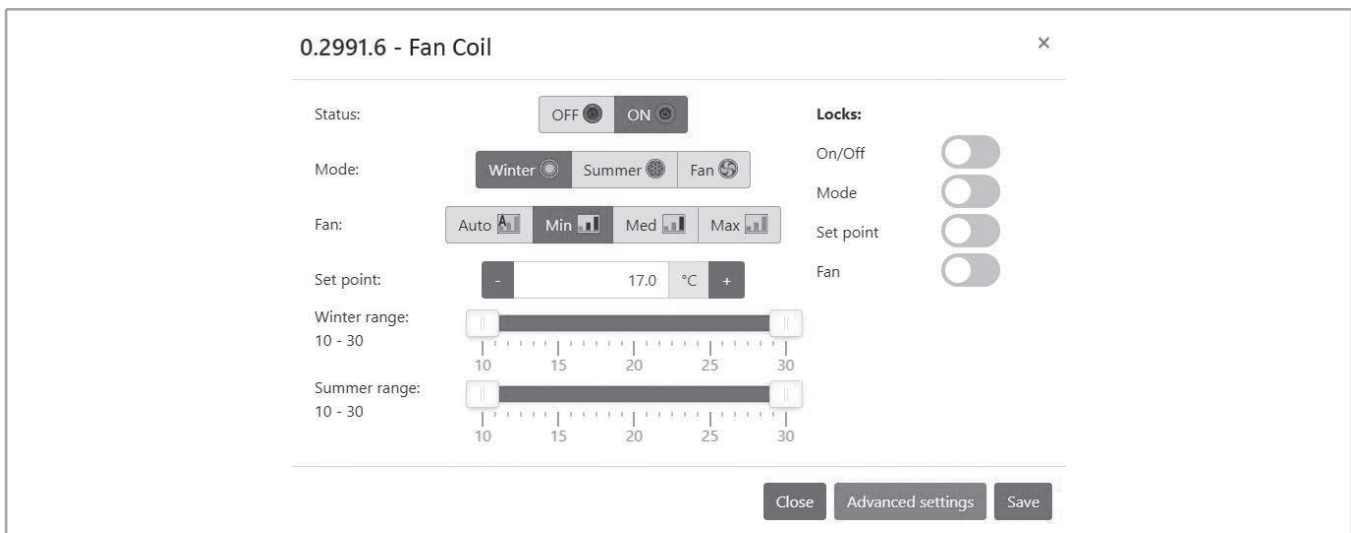 0.2991.6 - Fan Coil ×
Status: OFF ON
Mode: Winter Summer Fan
Fan: Auto A Min Med Max
Set point: - 17.0 °C +
Winter range:
10 - 30
10 15 20 25 30
Summer range:
10 - 30
10 15 20 25 30
Locks:
On/Off
Mode
Set point
Fan
Close Advanced settings Save